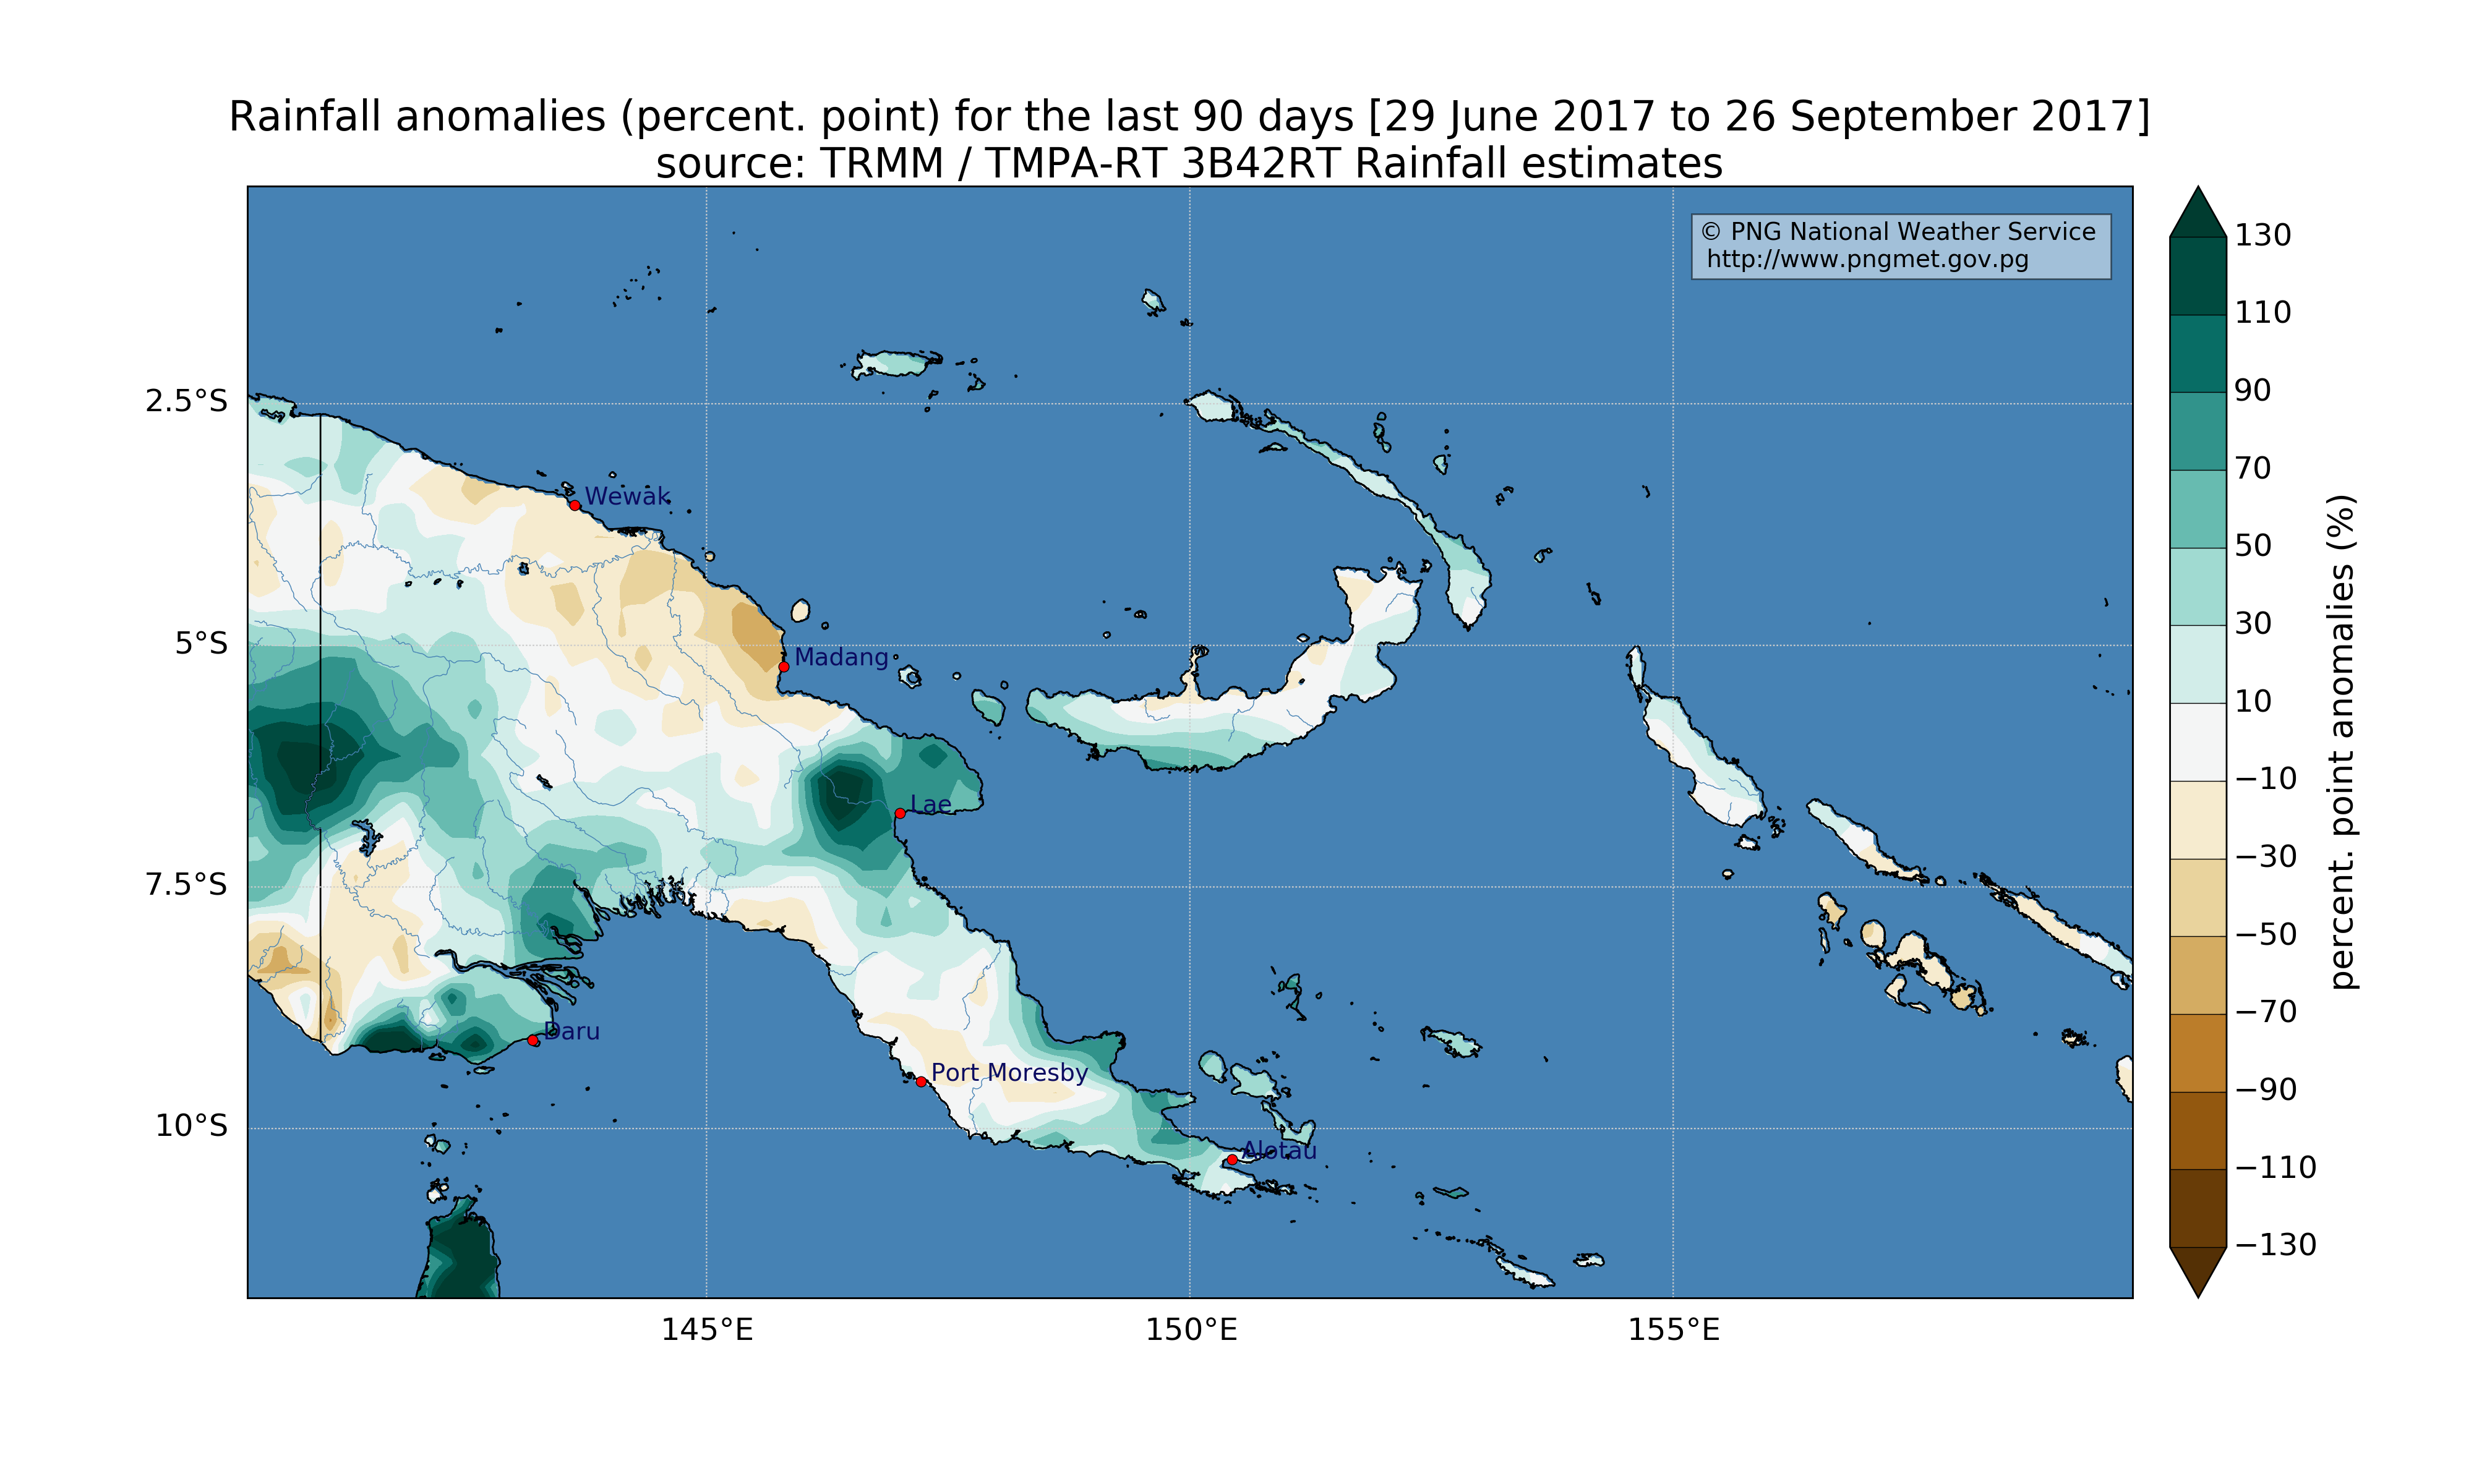 Rainfall anomalies (percent. point) for the last 90 days [29 June 2017 to 26 September 2017]
source: TRMM / TMPA-RT 3B42RT Rainfall estimates
© PNG National Weather Service
http://www.pngmet.gov.pg
2.5°S
5°S
7.5°S
10°S
Wewak
Madang
Lae
Daru
Port Moresby
Alotau
145°E
150°E
155°E
130
110
90
70
50
30
10
−10
−30
−50
−70
−90
−110
−130
percent. point anomalies (%)